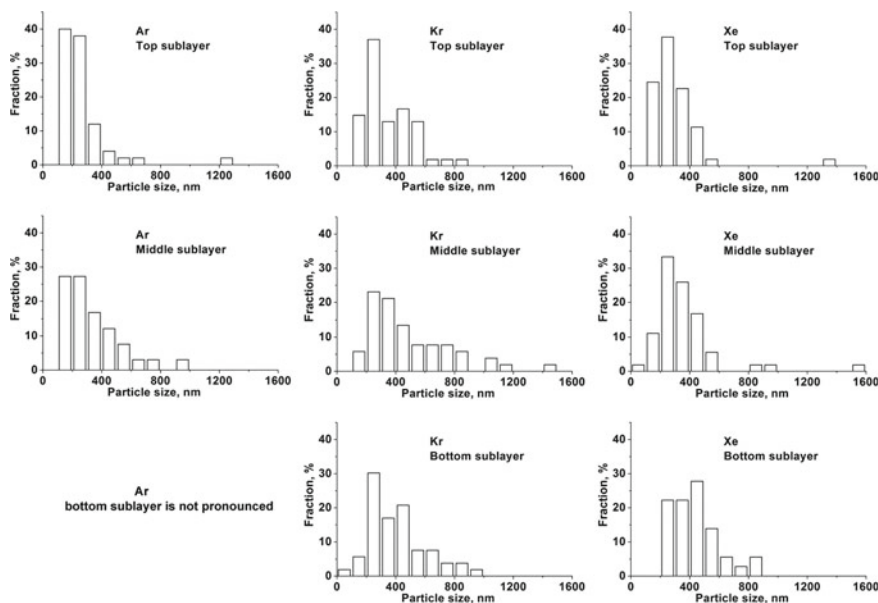 Ar
Top sublayer
Fraction, %
40
30
20
10
0
0 400 800 1200 1600
Particle size, nm
Kr
Top sublayer
Fraction, %
40
30
20
10
0
0 400 800 1200 1600
Particle size, nm
Xe
Top sublayer
Fraction, %
40
30
20
10
0
0 400 800 1200 1600
Particle size, nm
Ar
Middle sublayer
Fraction, %
40
30
20
10
0
0 400 800 1200 1600
Particle size, nm
Kr
Middle sublayer
Fraction, %
40
30
20
10
0
0 400 800 1200 1600
Particle size, nm
Xe
Middle sublayer
Fraction, %
40
30
20
10
0
0 400 800 1200 1600
Particle size, nm
Ar
bottom sublayer is not pronounced
Kr
Bottom sublayer
Fraction, %
40
30
20
10
0
0 400 800 1200 1600
Particle size, nm
Xe
Bottom sublayer
Fraction, %
40
30
20
10
0
0 400 800 1200 1600
Particle size, nm